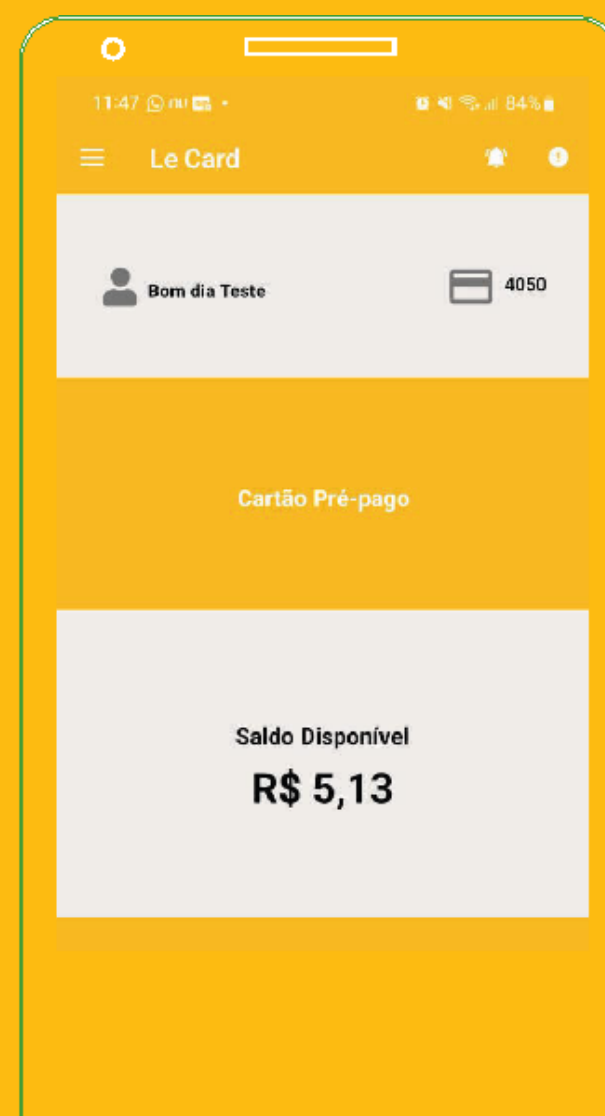 11:47
84%
Le Card
Bom dia Teste
4050
Cartão Pré-pago
Saldo Disponível
R$ 5,13